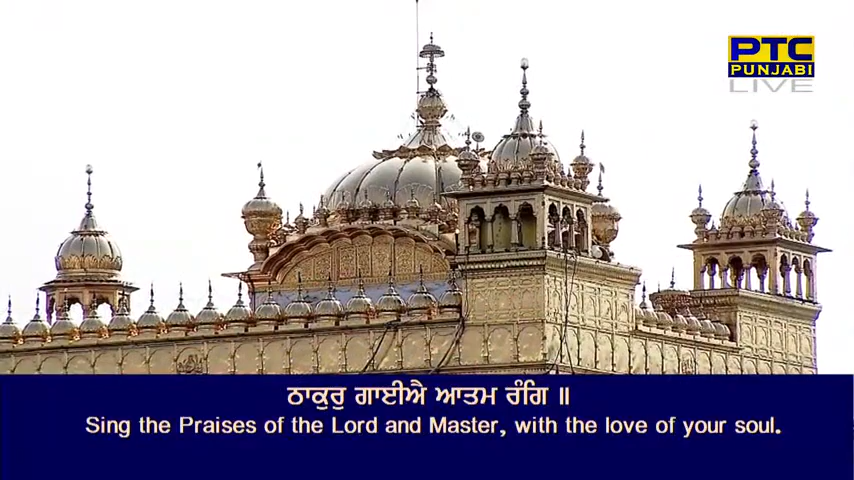 PTC
PUNJABI
LIVE
ਠਾਕੁਰੁ ਗਾਈਐ ਆਤਮ ਰੰਗਿ ॥
Sing the Praises of the Lord and Master, with the love of your soul.